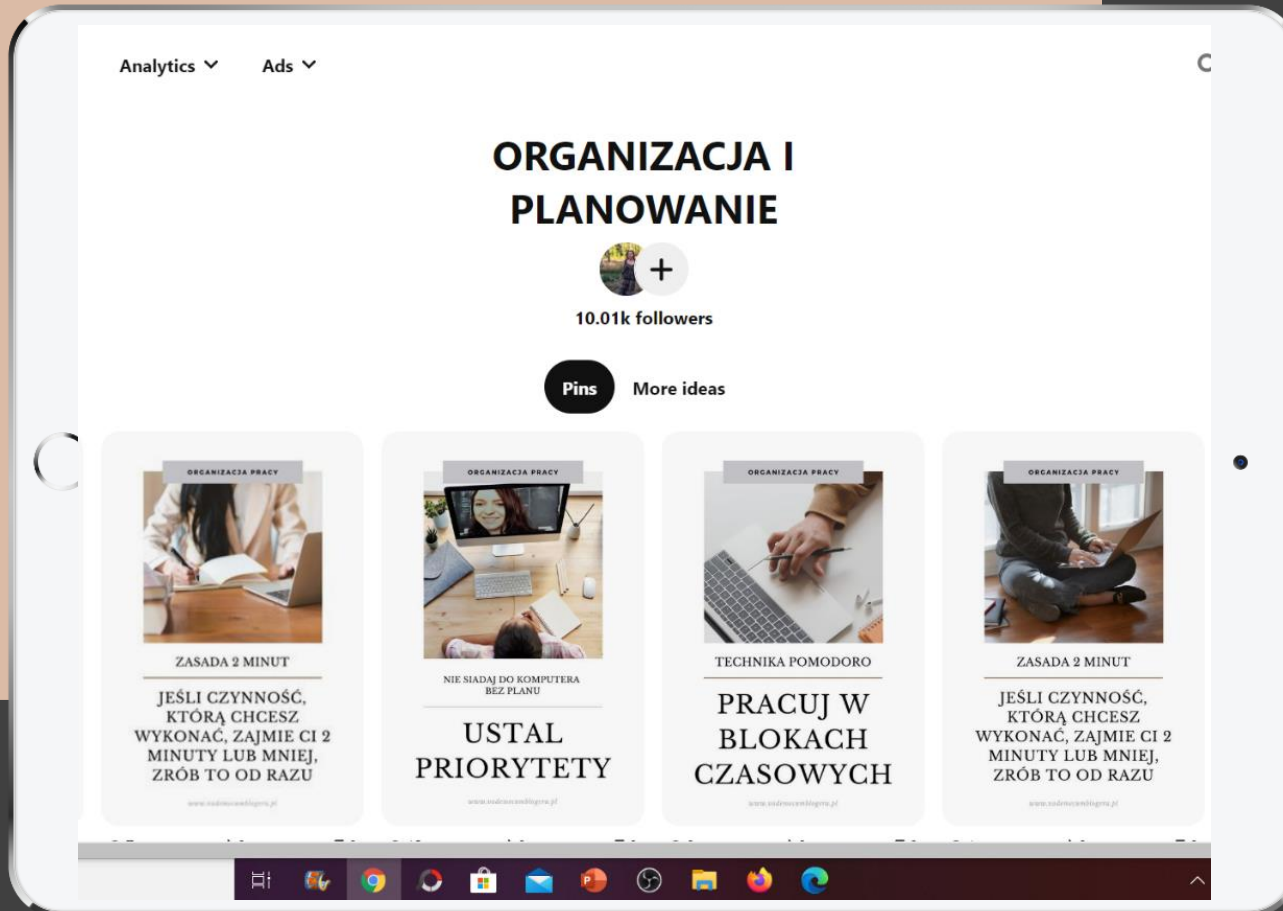 Analytics
Ads
ORGANIZACJA I
PLANOWANIE
10.01k followers
Pins
More ideas
ORGANIZACJA PRACY
ZASADA 2 MINUT
JEŚLI CZYNNOŚĆ,
KTÓRĄ CHCESZ
WYKONAĆ, ZAJMIE CI 2
MINUTY LUB MNIEJ,
ZRÓB TO OD RAZU
ORGANIZACJA PRACY
NIE SIADAJ DO KOMPUTERA
BEZ PLANU
USTAL
PRIORYTETY
ORGANIZACJA PRACY
TECHNIKA POMODORO
PRACUJ W
BLOKACH
CZASOWYCH
ORGANIZACJA PRACY
ZASADA 2 MINUT
JEŚLI CZYNNOŚĆ,
KTÓRĄ CHCESZ
WYKONAĆ, ZAJMIE CI 2
MINUTY LUB MNIEJ,
ZRÓB TO OD RAZU